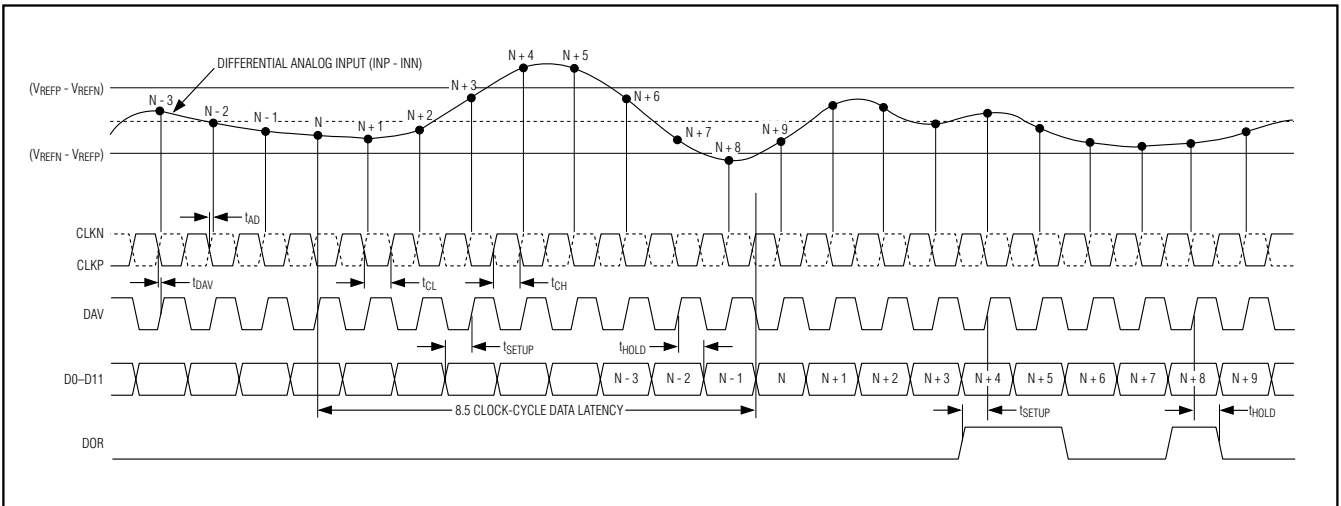 DIFFERENTIAL ANALOG INPUT (INP - INN)
(VREFP - VREFN)
(VREFN - VREFP)
N - 3
N - 2
N - 1
N
N + 1
N + 2
N + 3
N + 4
N + 5
N + 6
N + 7
N + 8
N + 9
tAD
CLKN
CLKP
tDAV
tCL
tCH
DAV
tSETUP
tHOLD
D0–D11
N - 3
N - 2
N - 1
N
N + 1
N + 2
N + 3
N + 4
N + 5
N + 6
N + 7
N + 8
N + 9
8.5 CLOCK-CYCLE DATA LATENCY
tSETUP
tHOLD
DOR